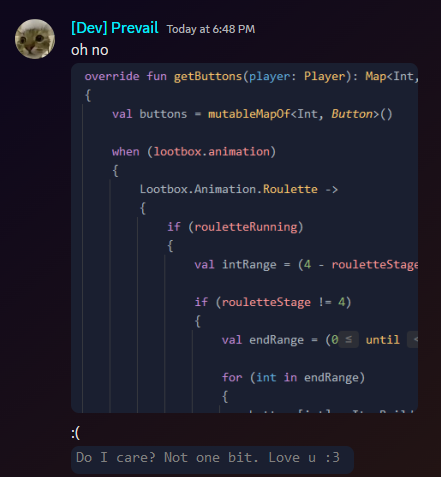 [Dev] Prevail Today at 6:48 PM
oh no
override fun getButtons(player: Player): Map<Int,
{
val buttons = mutableMapOf<Int, Button>()
when (lootbox.animation)
{
Lootbox.Animation.Roulette ->
{
if (rouletteRunning)
{
val intRange = (4 - rouletteStage
if (rouletteStage != 4)
{
val endRange = (0 ≤ until <
for (int in endRange)
{
:(
Do I care? Not one bit. Love u :3